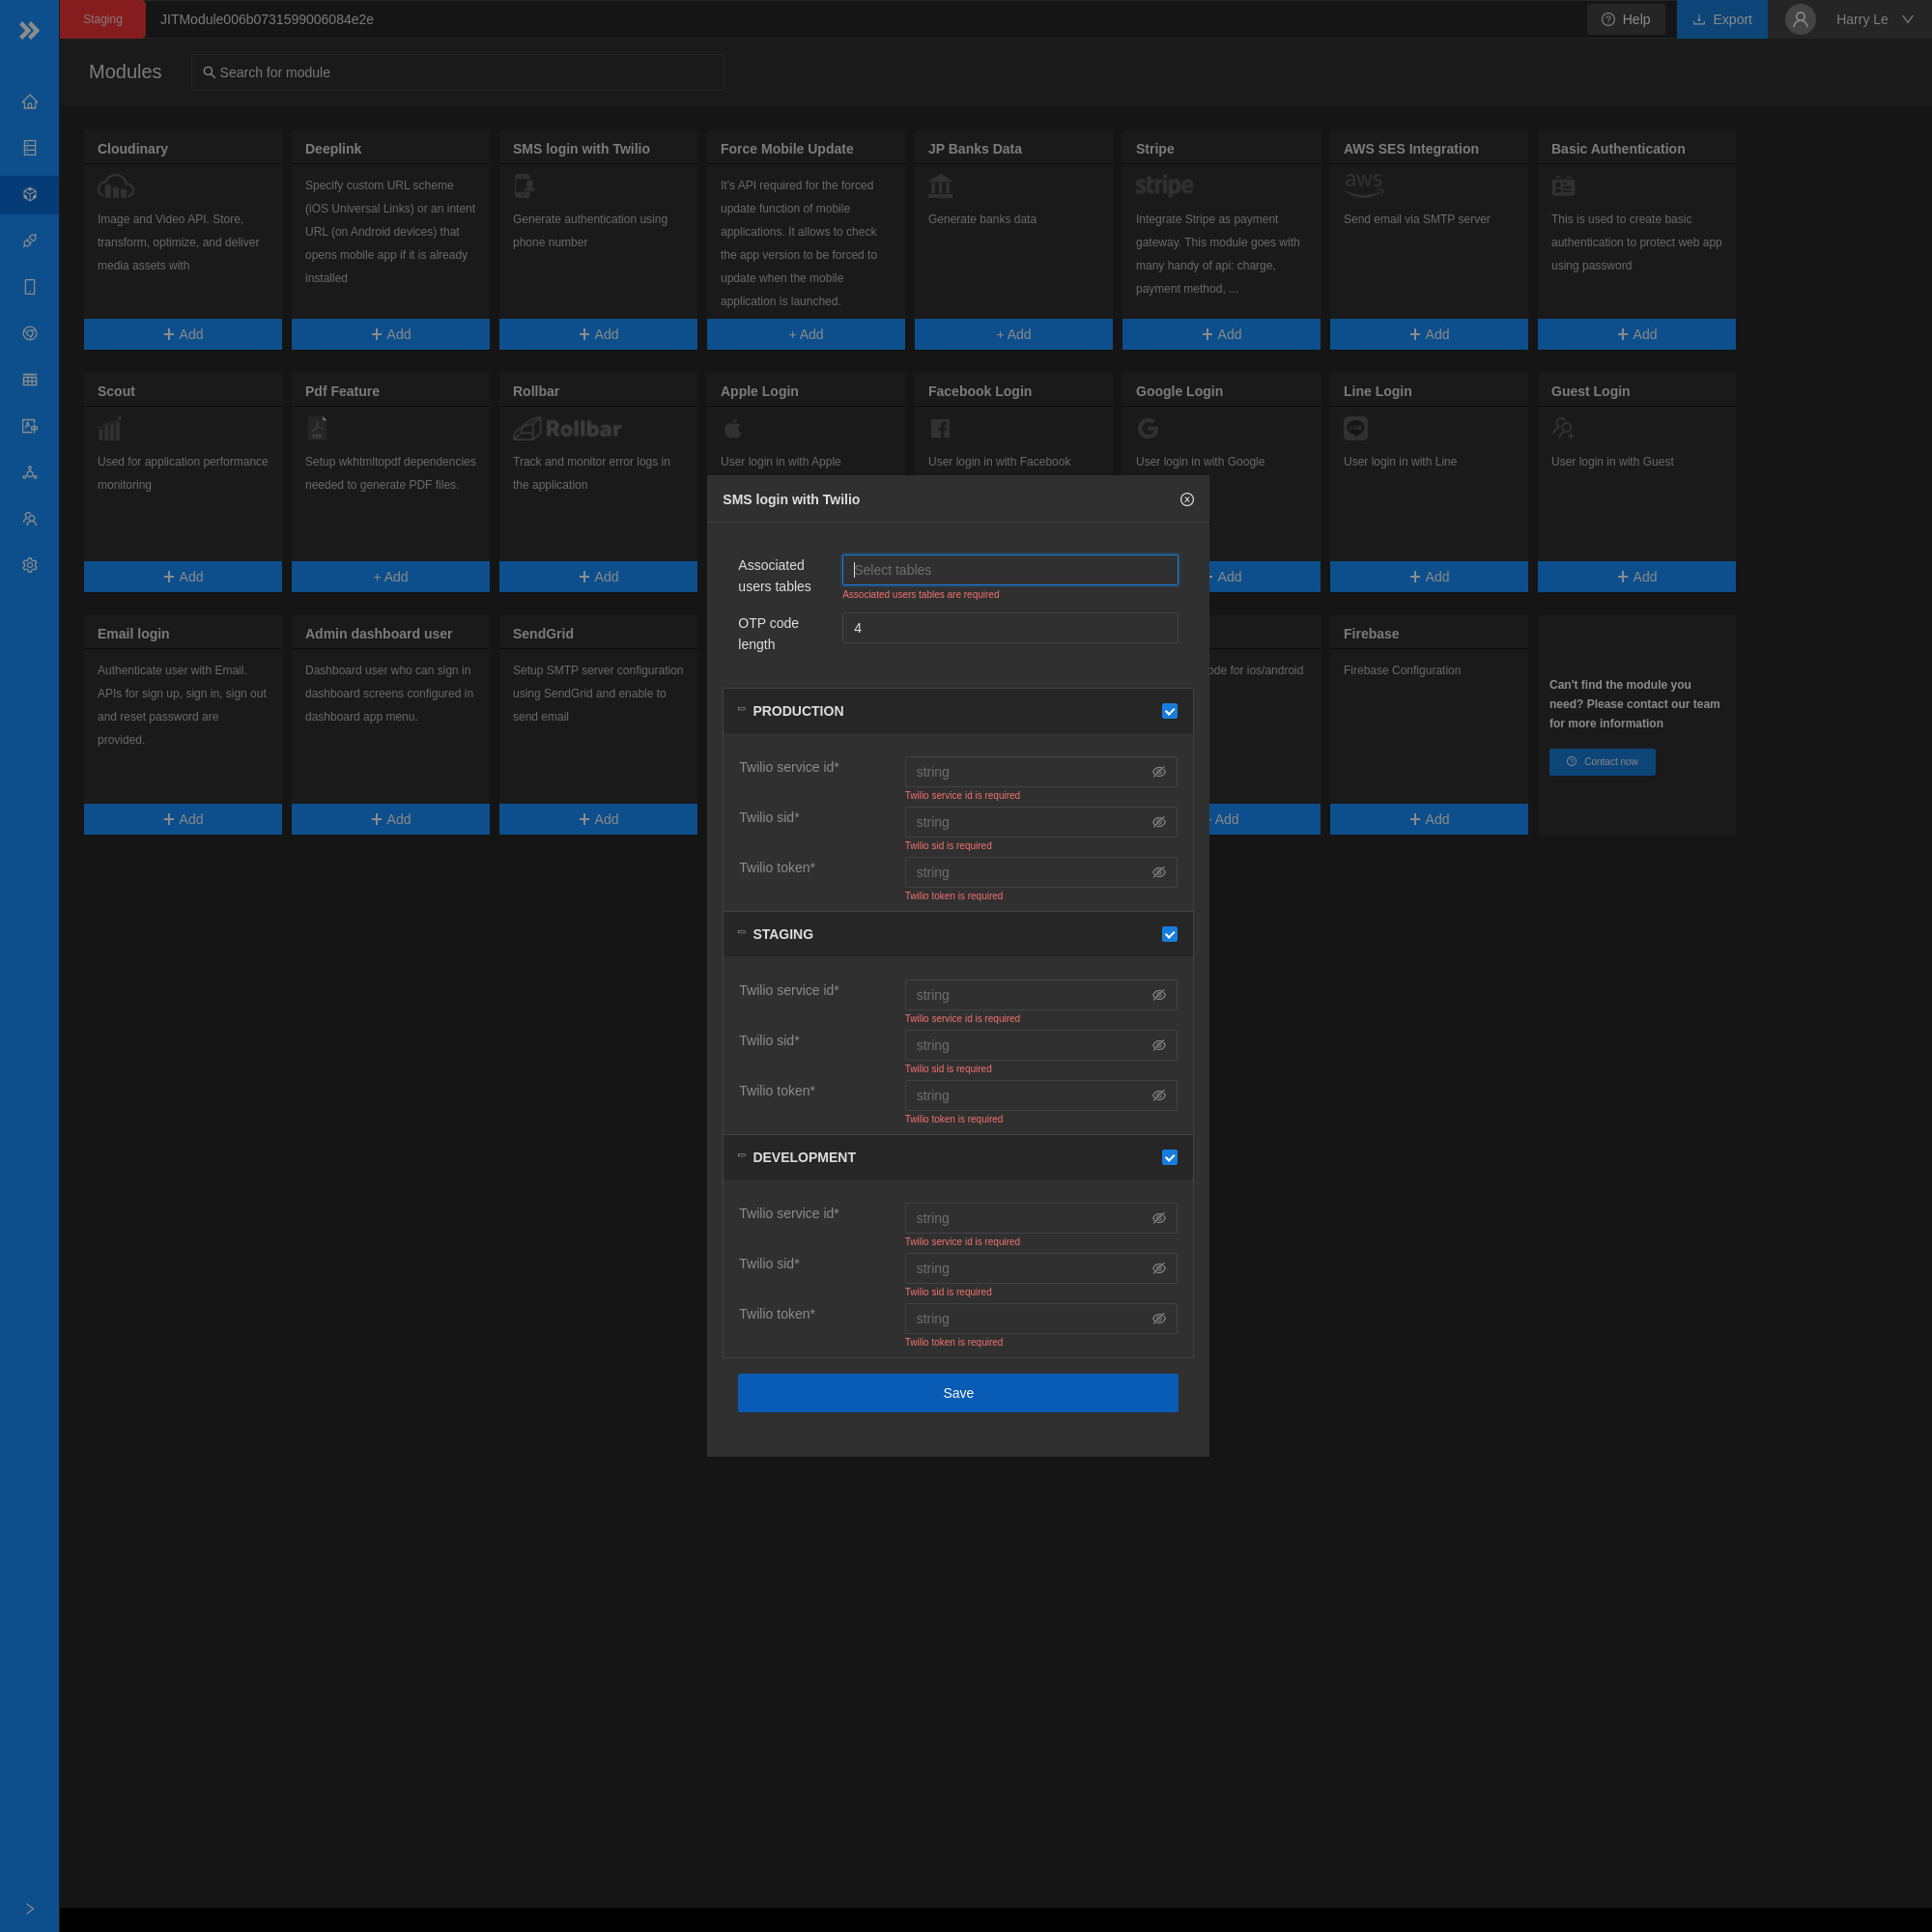 Staging
JITModule006b0731599006084e2e
Help
Export
Harry Le
Modules
Search for module
Cloudinary
Image and Video API. Store,
transform, optimize, and deliver
media assets with
+ Add
Deeplink
Specify custom URL scheme
(iOS Universal Links) or an intent
URL (on Android devices) that
opens mobile app if it is already
installed
+ Add
SMS login with Twilio
Generate authentication using
phone number
+ Add
Force Mobile Update
It's API required for the forced
update function of mobile
applications. It allows to check
the app version to be forced to
update when the mobile
application is launched.
+ Add
JP Banks Data
Generate banks data
+ Add
Stripe
stripe
Integrate Stripe as payment
gateway. This module goes with
many handy of api: charge,
payment method, ...
+ Add
AWS SES Integration
aws
Send email via SMTP server
+ Add
Basic Authentication
This is used to create basic
authentication to protect web app
using password
+ Add
Scout
Used for application performance
monitoring
+ Add
Pdf Feature
PDF
Setup wkhtmltopdf dependencies
needed to generate PDF files.
+ Add
Rollbar
Rollbar
Track and monitor error logs in
the application
+ Add
Apple Login
User login in with Apple
Facebook Login
User login in with Facebook
Google Login
User login in with Google
Add
Line Login
LINE
User login in with Line
+ Add
Guest Login
User login in with Guest
+ Add
Email login
Authenticate user with Email.
APIs for sign up, sign in, sign out
and reset password are
provided.
+ Add
Admin dashboard user
Dashboard user who can sign in
dashboard screens configured in
dashboard app menu.
+ Add
SendGrid
Setup SMTP server configuration
using SendGrid and enable to
send email
+ Add
ode for ios/android
Add
Firebase
Firebase Configuration
+ Add
Can't find the module you
need? Please contact our team
for more information
Contact now
SMS login with Twilio
Associated
users tables
Select tables
Associated users tables are required
OTP code
length
4
PRODUCTION
Twilio service id*
string
Twilio service id is required
Twilio sid*
string
Twilio sid is required
Twilio token*
string
Twilio token is required
STAGING
Twilio service id*
string
Twilio service id is required
Twilio sid*
string
Twilio sid is required
Twilio token*
string
Twilio token is required
DEVELOPMENT
Twilio service id*
string
Twilio service id is required
Twilio sid*
string
Twilio sid is required
Twilio token*
string
Twilio token is required
Save